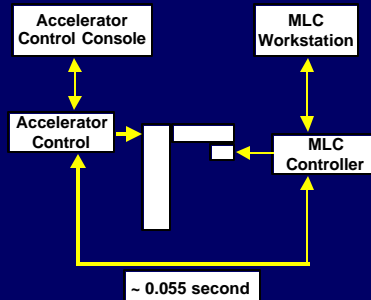 Accelerator
Control Console
MLC
Workstation
Accelerator
Control
MLC
Controller
~ 0.055 second